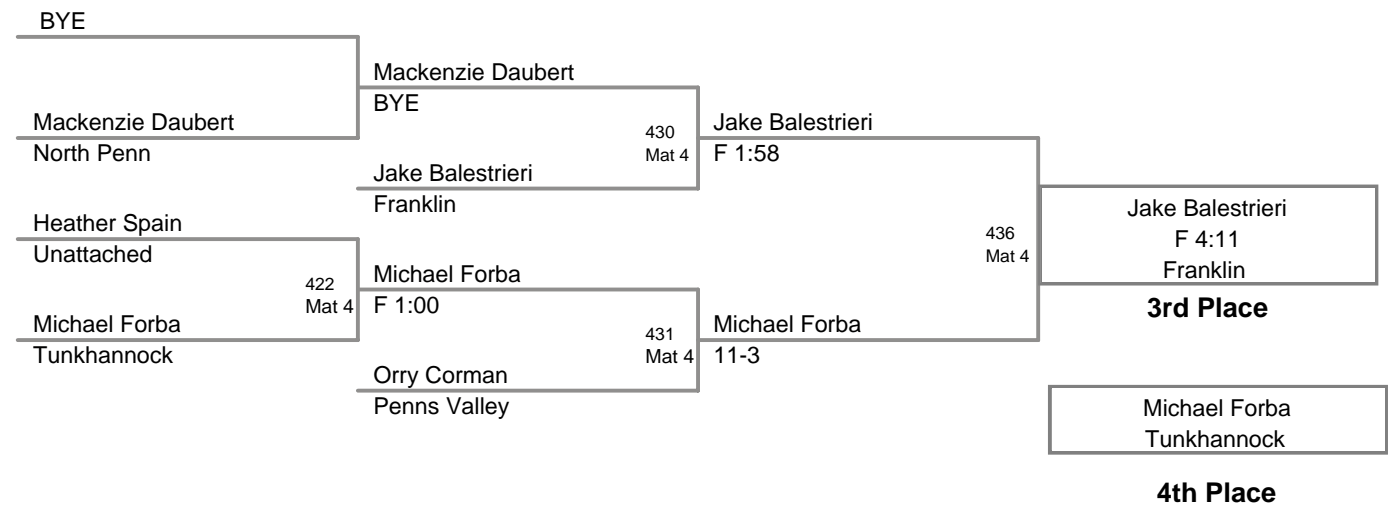 BYE
Mackenzie Daubert
BYE
Mackenzie Daubert
North Penn
430
Mat 4
Jake Balestrieri
F 1:58
Jake Balestrieri
Franklin
Heather Spain
Unattached
422
Mat 4
Michael Forba
F 1:00
Michael Forba
Tunkhannock
431
Mat 4
Michael Forba
11-3
Orry Corman
Penns Valley
436
Mat 4
Jake Balestrieri
F 4:11
Franklin
3rd Place
Michael Forba
Tunkhannock
4th Place